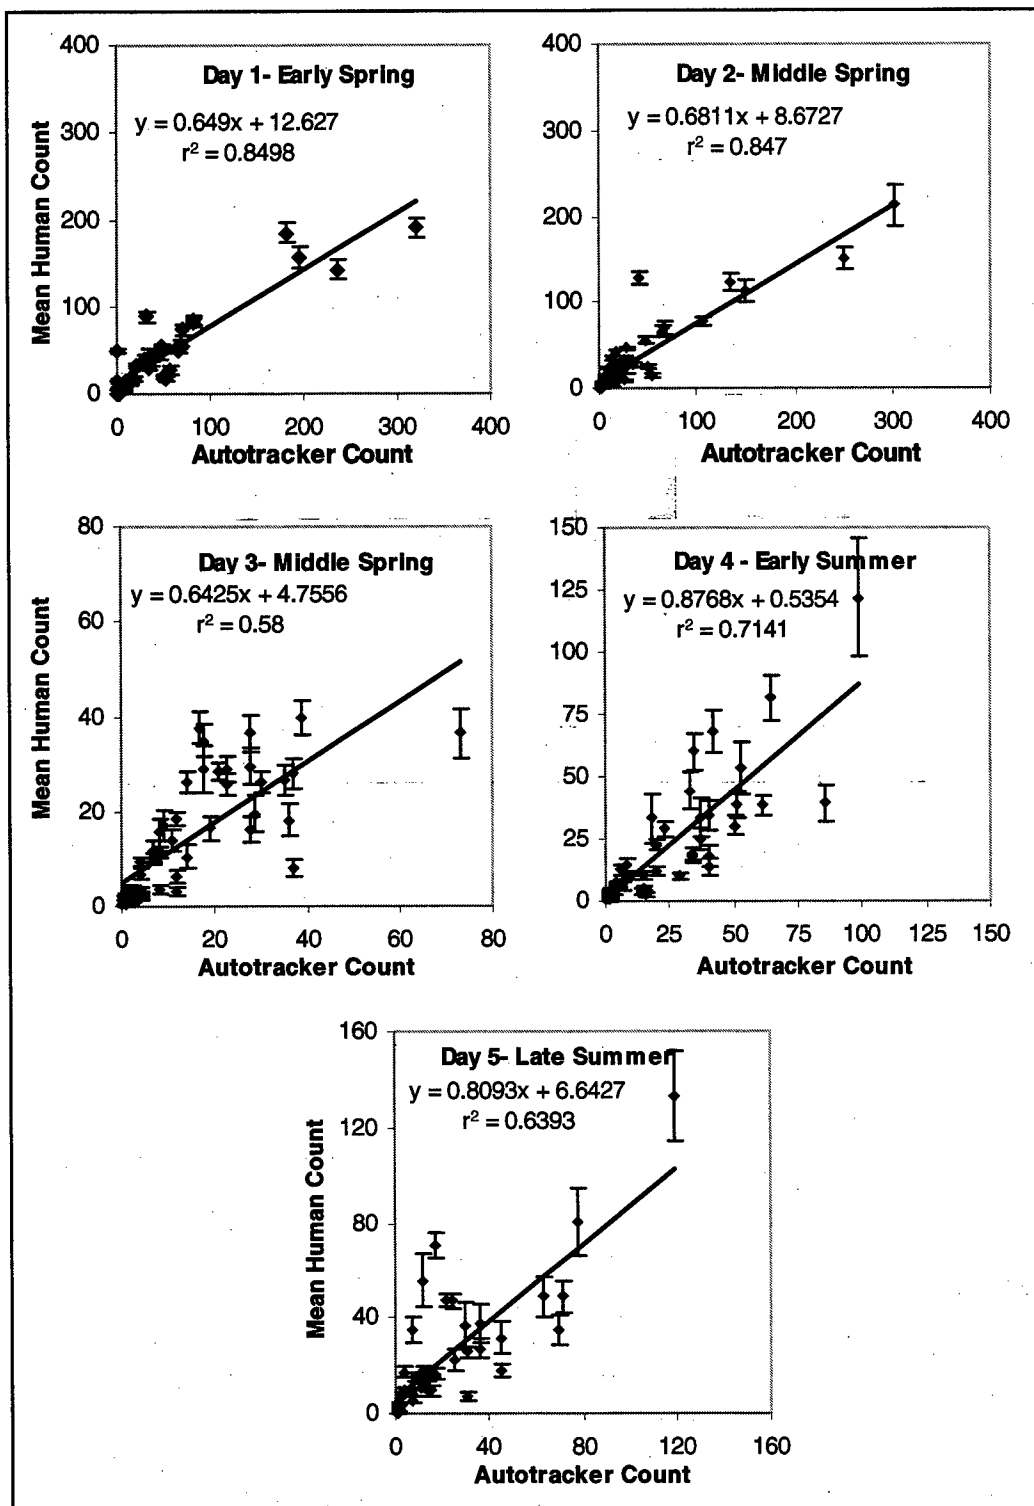 400
300
200
100
0
Mean Human Count
Day 1- Early Spring
y = 0.649x + 12.627
r² = 0.8498
0 100 200 300 400
Autotracker Count
400
300
200
100
0
Day 2- Middle Spring
y = 0.6811x + 8.6727
r² = 0.847
0 100 200 300 400
Autotracker Count
80
60
40
20
0
Mean Human Count
Day 3- Middle Spring
y = 0.6425x + 4.7556
r² = 0.58
0 20 40 60 80
Autotracker Count
150
125
100
75
50
25
0
Day 4 - Early Summer
y = 0.8768x + 0.5354
r² = 0.7141
0 25 50 75 100 125 150
Autotracker Count
160
120
80
40
0
Mean Human Count
Day 5- Late Summer
y = 0.8093x + 6.6427
r² = 0.6393
0 40 80 120 160
Autotracker Count